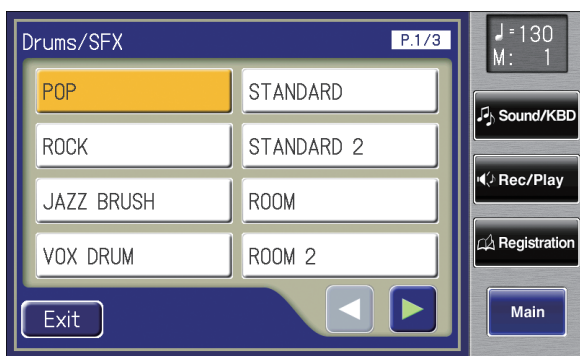 Drums/SFX P.1/3
♩=130
M: 1
POP STANDARD
Sound/KBD
ROCK STANDARD 2
Rec/Play
JAZZ BRUSH ROOM
Registration
VOX DRUM ROOM 2
Exit
Main